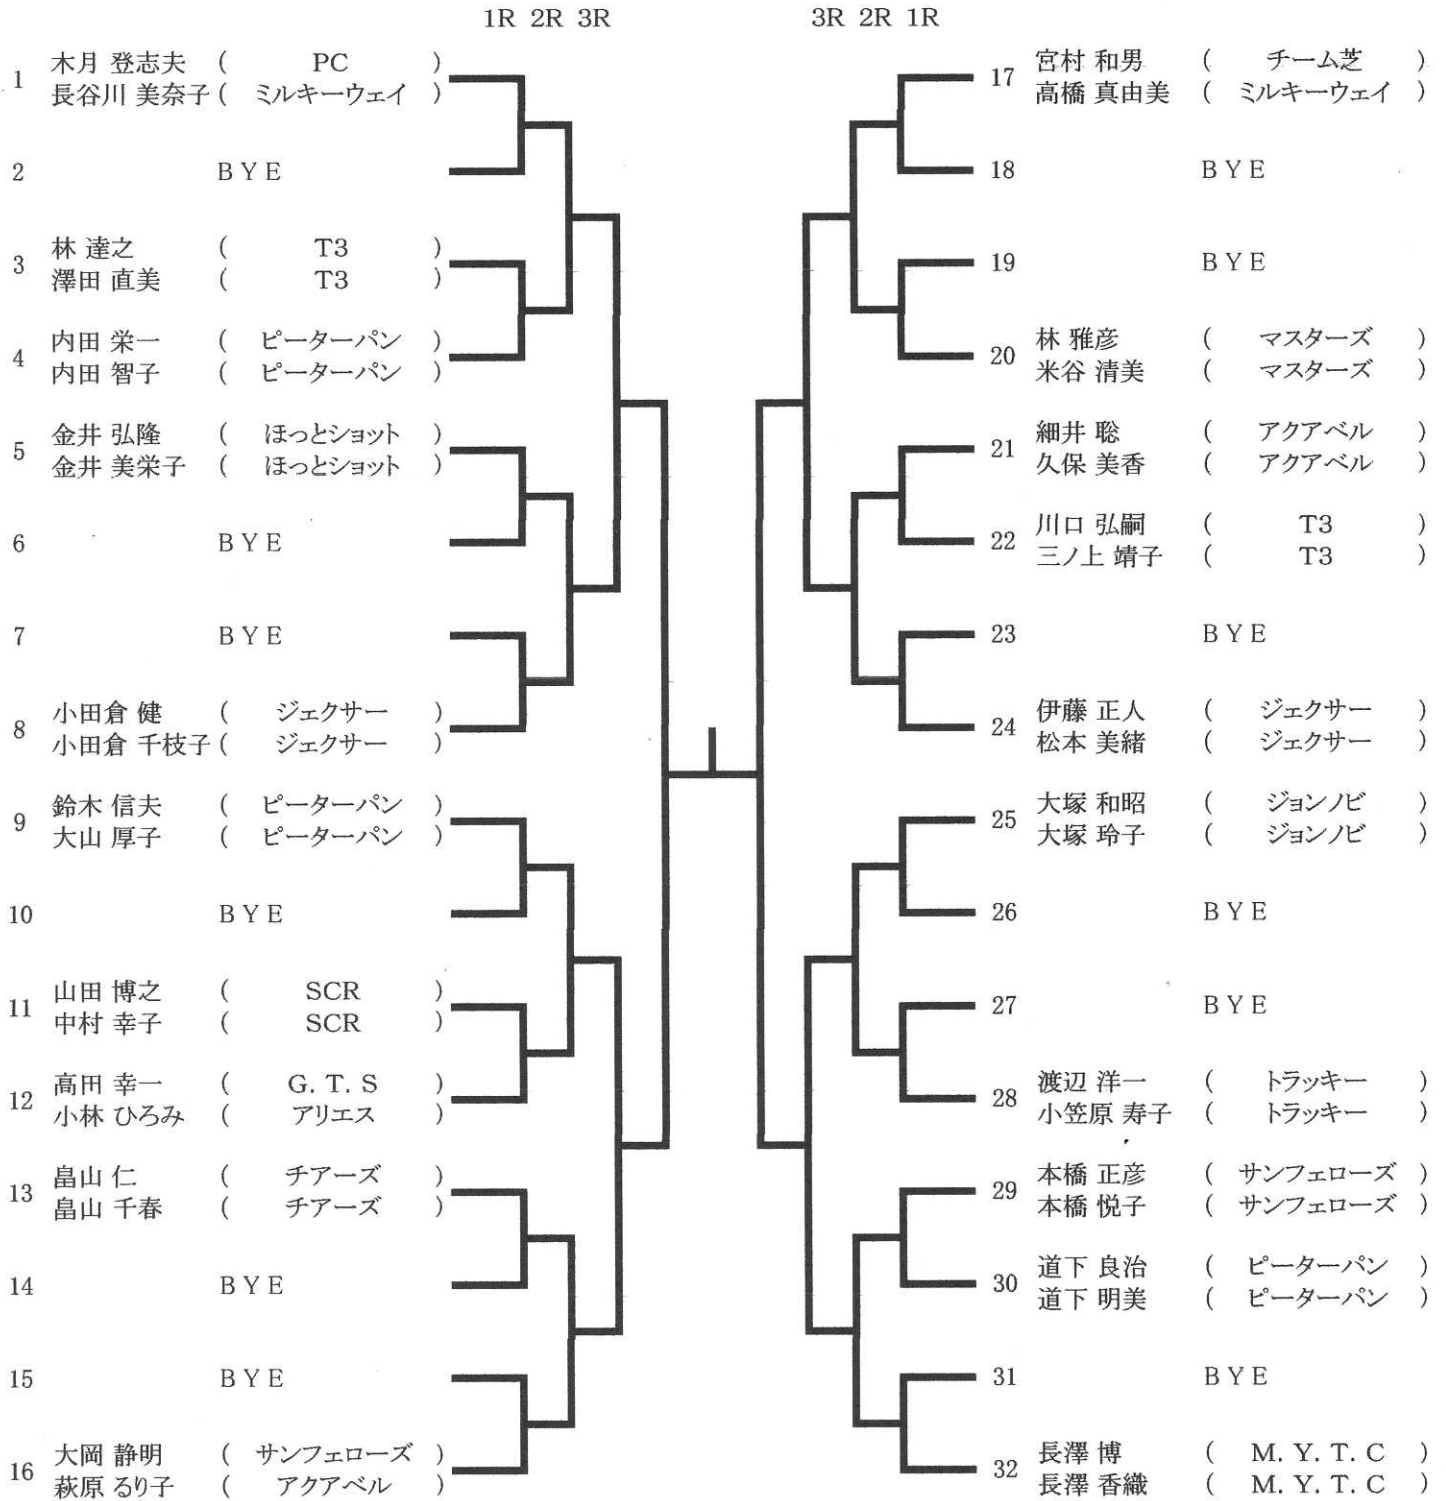 1R 2R 3R
3R 2R 1R
1
木月 登志夫 ( PC )
長谷川 美奈子 ( ミルキーウェイ )
2 BYE
3
林 達之 ( T3 )
澤田 直美 ( T3 )
4
内田 栄一 ( ピーターパン )
内田 智子 ( ピーターパン )
5
金井 弘隆 ( ほっとショット )
金井 美栄子 ( ほっとショット )
6 BYE
7 BYE
8
小田倉 健 ( ジェクサー )
小田倉 千枝子 ( ジェクサー )
9
鈴木 信夫 ( ピーターパン )
大山 厚子 ( ピーターパン )
10 BYE
11
山田 博之 ( SCR )
中村 幸子 ( SCR )
12
高田 幸一 ( G. T. S )
小林 ひろみ ( アリエス )
13
畠山 仁 ( チアーズ )
畠山 千春 ( チアーズ )
14 BYE
15 BYE
16
大岡 静明 ( サンフェローズ )
萩原 るり子 ( アクアベル )
17
宮村 和男 ( チーム芝 )
高橋 真由美 ( ミルキーウェイ )
18 BYE
19 BYE
20
林 雅彦 ( マスターズ )
米谷 清美 ( マスターズ )
21
細井 聡 ( アクアベル )
久保 美香 ( アクアベル )
22
川口 弘嗣 ( T3 )
三ノ上 靖子 ( T3 )
23 BYE
24
伊藤 正人 ( ジェクサー )
松本 美緒 ( ジェクサー )
25
大塚 和昭 ( ジョンノビ )
大塚 玲子 ( ジョンノビ )
26 BYE
27 BYE
28
渡辺 洋一 ( トラッキー )
小笠原 寿子 ( トラッキー )
29
本橋 正彦 ( サンフェローズ )
本橋 悦子 ( サンフェローズ )
30
道下 良治 ( ピーターパン )
道下 明美 ( ピーターパン )
31 BYE
32
長澤 博 ( M. Y. T. C )
長澤 香織 ( M. Y. T. C )